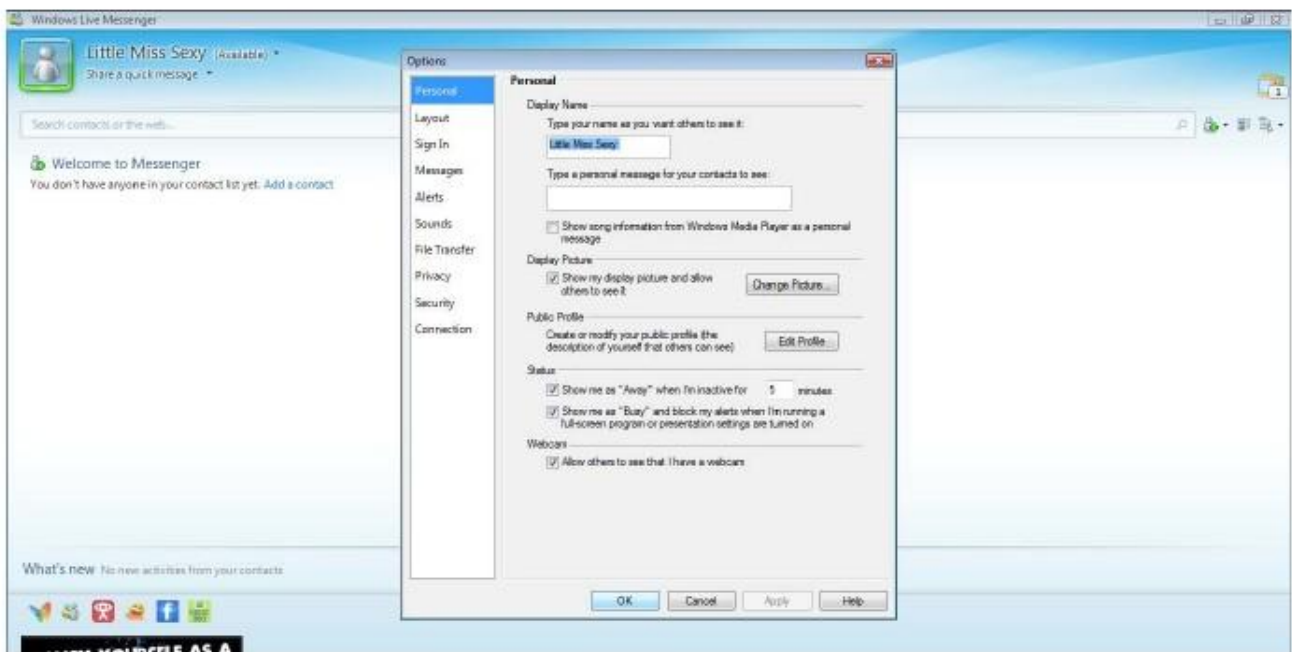 Windows Live Messenger
Little Miss Sexy (Available)
Share a quick message
1
Search contacts or the web...
Welcome to Messenger
You don't have anyone in your contact list yet. Add a contact
Options
Personal
Layout
Sign In
Messages
Alerts
Sounds
File Transfer
Privacy
Security
Connection
Personal
Display Name
Type your name as you want others to see it:
Little Miss Sexy
Type a personal message for your contacts to see:
Show song information from Windows Media Player as a personal
message
Display Picture
Show my display picture and allow
others to see it
Change Picture...
Public Profile
Create or modify your public profile (the
description of yourself that others can see)
Edit Profile
Status
Show me as "Away" when I'm inactive for 5 minutes
Show me as "Busy" and block my alerts when I'm running a
full-screen program or presentation settings are turned on
Webcam
Allow others to see that I have a webcam
OK Cancel Apply Help
What's new No new activities from your contacts
YOURSELF AS A